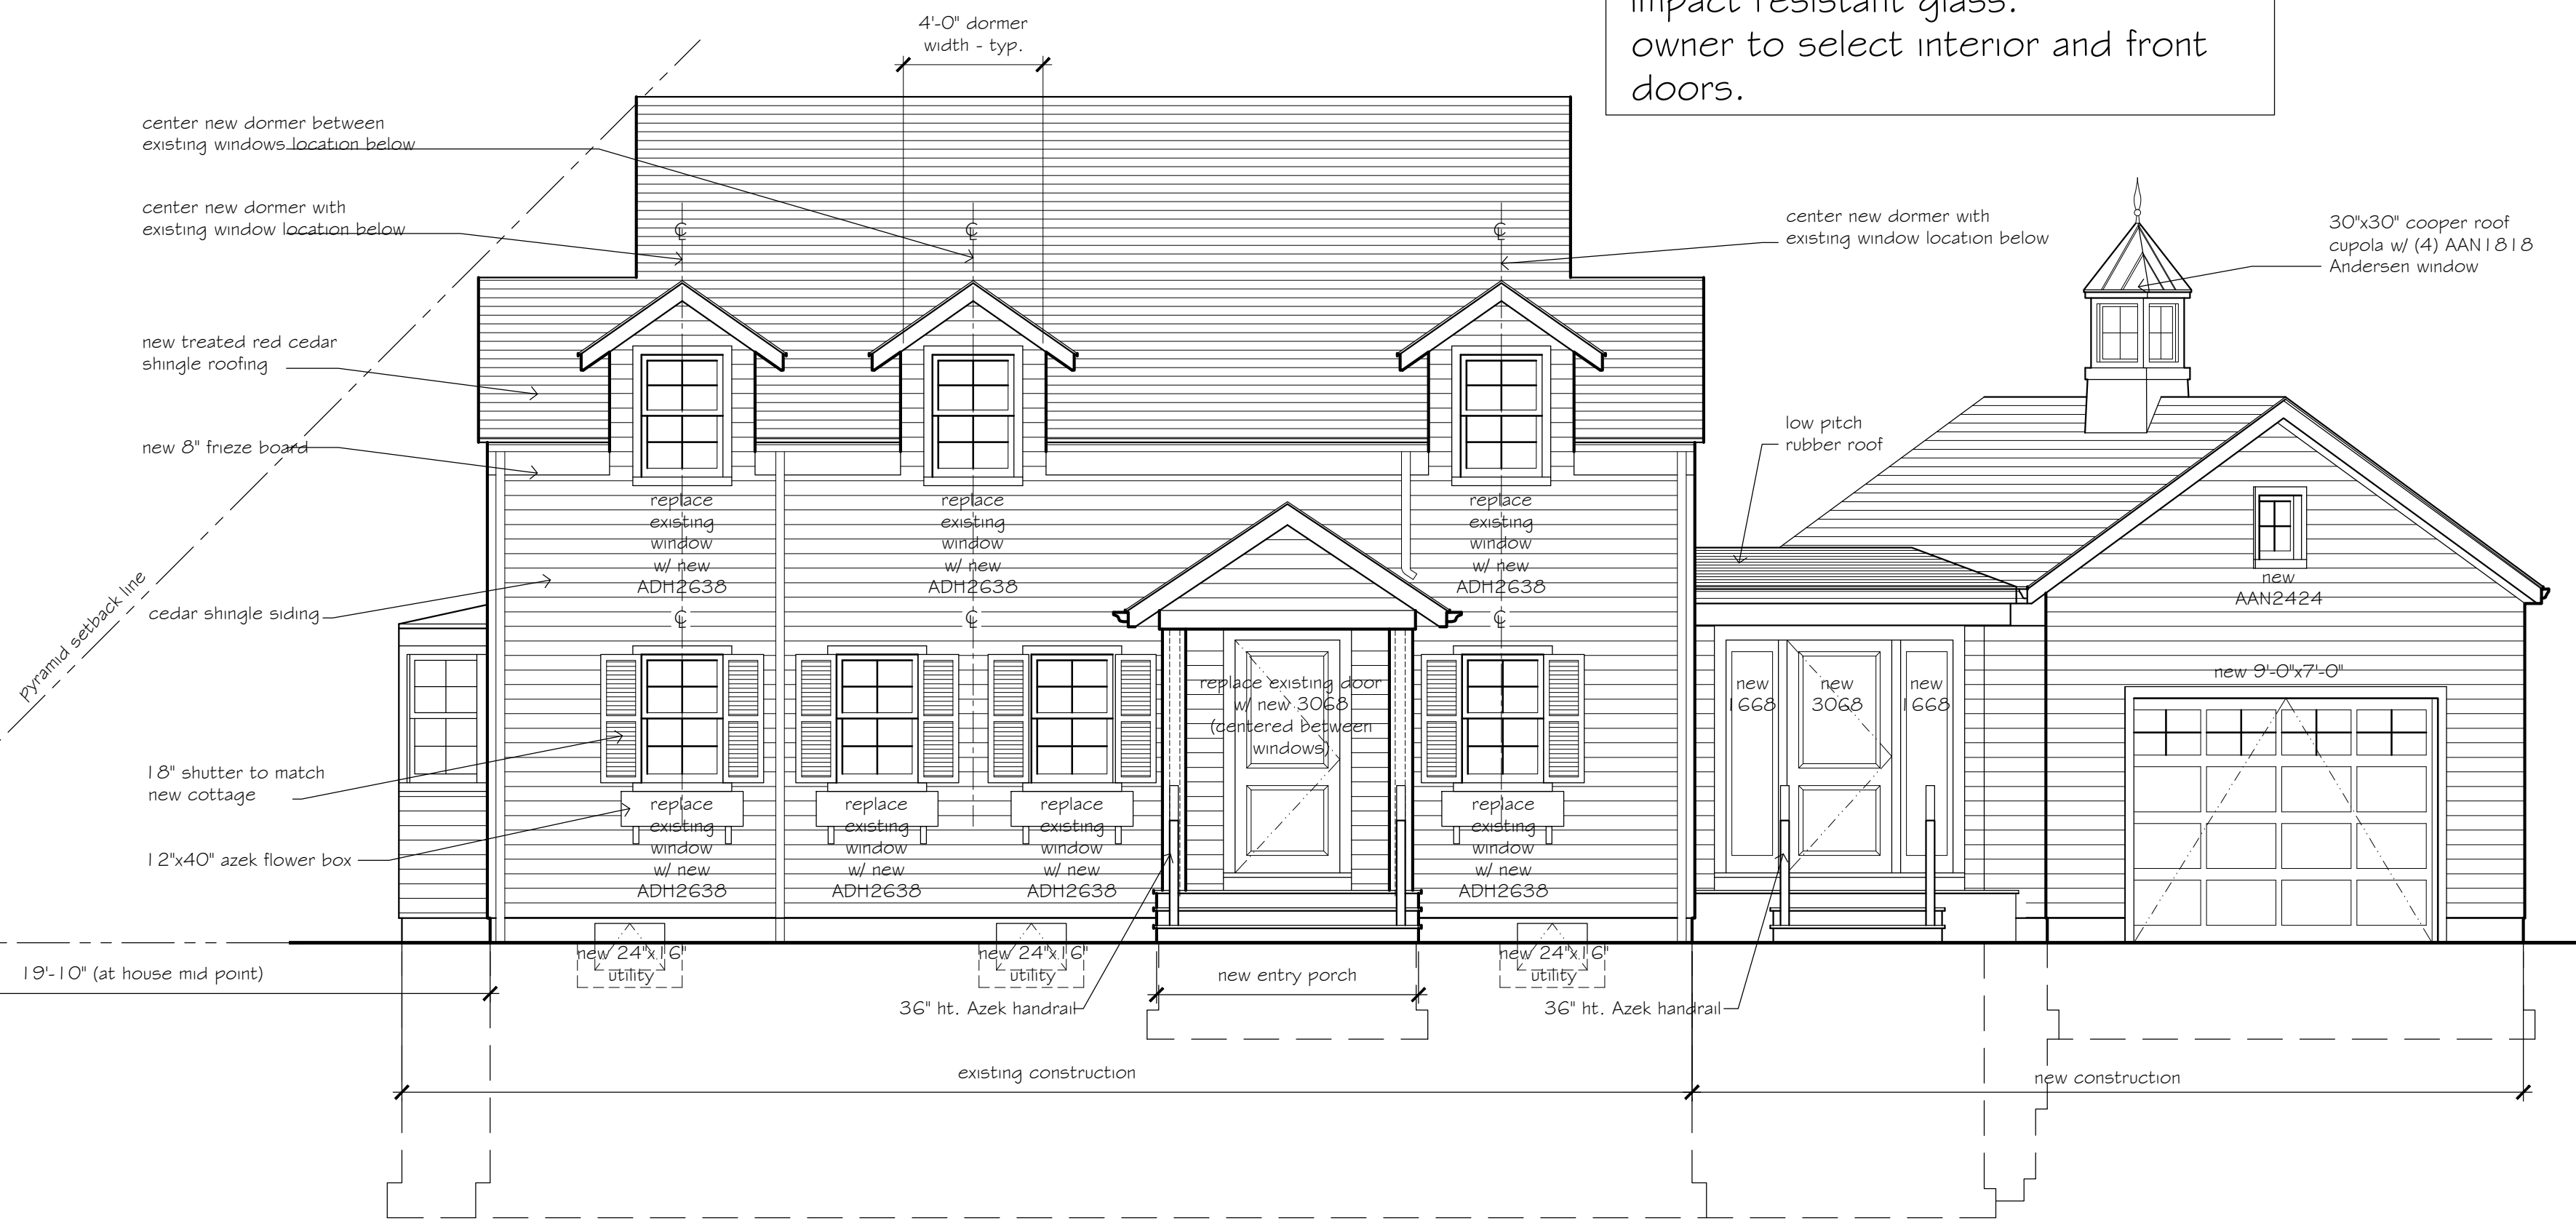 impact resistant glass.
owner to select interior and front
doors.
4'-0" dormer
width - typ.
center new dormer between
existing windows location below
center new dormer with
existing window location below
center new dormer with
existing window location below
30"x30" cooper roof
cupola w/ (4) AAN1818
Andersen window
new treated red cedar
shingle roofing
new 8" frieze board
low pitch
rubber roof
pyramid setback line
cedar shingle siding
℄
℄
℄
replace
existing
window
w/ new
ADH2638
replace
existing
window
w/ new
ADH2638
replace
existing
window
w/ new
ADH2638
℄
℄
℄
new
AAN2424
new 9'-0"x7'-0"
replace existing door
w/ new 3068
(centered between
windows)
new
1668
new
3068
new
1668
18" shutter to match
new cottage
12"x40" azek flower box
replace
existing
window
w/ new
ADH2638
replace
existing
window
w/ new
ADH2638
replace
existing
window
w/ new
ADH2638
replace
existing
window
w/ new
ADH2638
19'-10" (at house mid point)
new 24"x16"
utility
new 24"x16"
utility
new entry porch
new 24"x16"
utility
36" ht. Azek handrail
36" ht. Azek handrail
existing construction
new construction